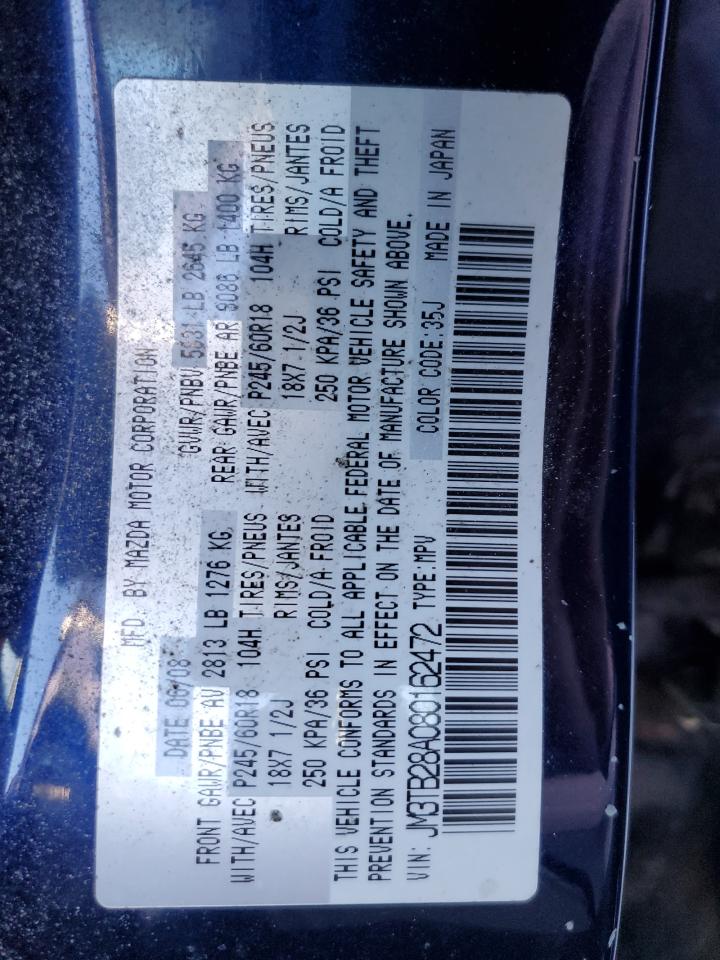 MFD. BY MAZDA MOTOR CORPORATION
DATE GVWR/PNBV LB 2645 KG
FRONT GAWR/PNBE AV 2813 LB 1276 KG REAR GAWR/PNBE AR LB 1400 KG
WITH/AVEC P245/60R18 104H TIRES/PNEUS WITH/AVEC P245/60R18 104H TIRES/PNEUS
18X7 1/2J RIMS/JANTES 18X7 1/2J RIMS/JANTES
250 KPA/36 PSI COLD/A FROID 250 KPA/36 PSI COLD/A FROID
THIS VEHICLE CONFORMS TO ALL APPLICABLE FEDERAL MOTOR VEHICLE SAFETY AND THEFT
PREVENTION STANDARDS IN EFFECT ON THE DATE OF MANUFACTURE SHOWN ABOVE.
VIN: JM3TB28A080162472 TYPE:MPV COLOR CODE:35J MADE IN JAPAN